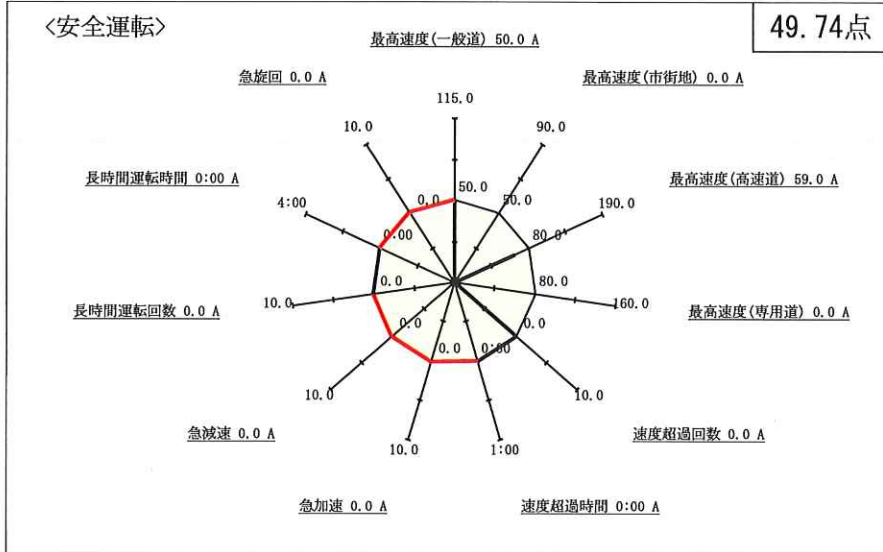 〈安全運転〉
49.74点
最高速度(一般道) 50.0 A
急旋回 0.0 A
最高速度(市街地) 0.0 A
115.0
10.0
90.0
長時間運転時間 0:00 A
最高速度(高速道) 59.0 A
4:00
0.0
50.0
50.0
190.0
0:00
80.0
長時間運転回数 0.0 A
10.0
0.0
80.0
160.0
最高速度(専用道) 0.0 A
0.0
0.0
0.0
0:00
10.0
10.0
急減速 0.0 A
速度超過回数 0.0 A
10.0
1:00
急加速 0.0 A
速度超過時間 0:00 A